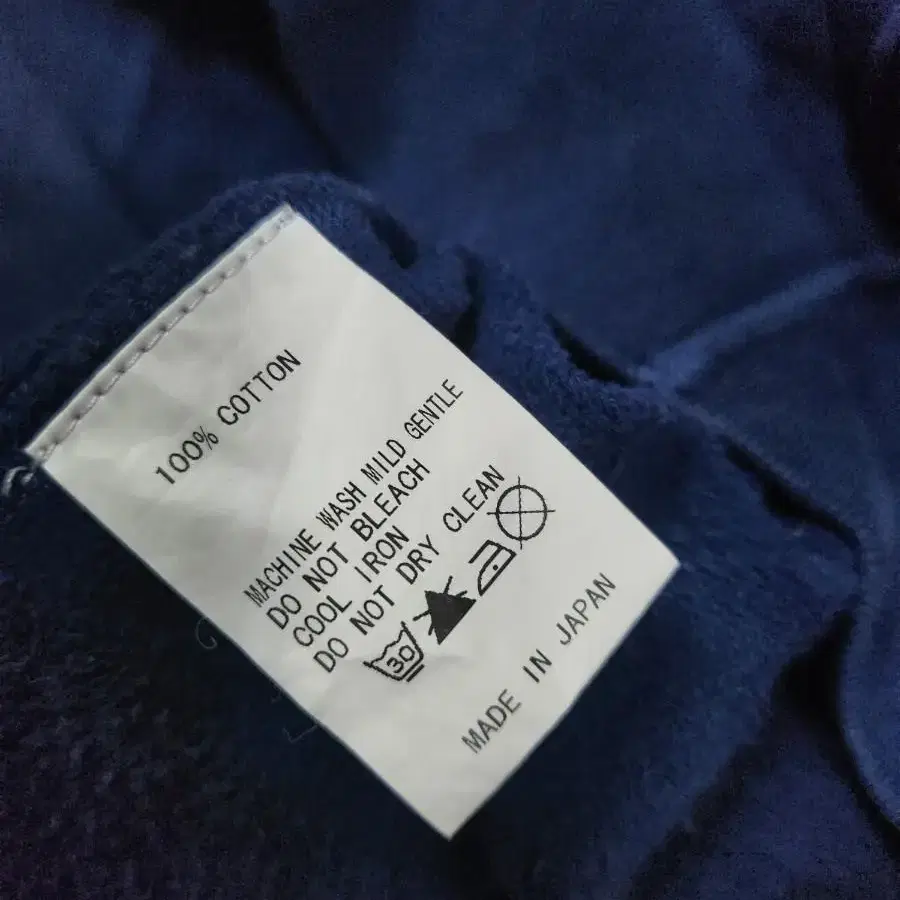 100% COTTON
MACHINE WASH MILD GENTLE
DO NOT BLEACH
COOL IRON
DO NOT DRY CLEAN
30
MADE IN JAPAN